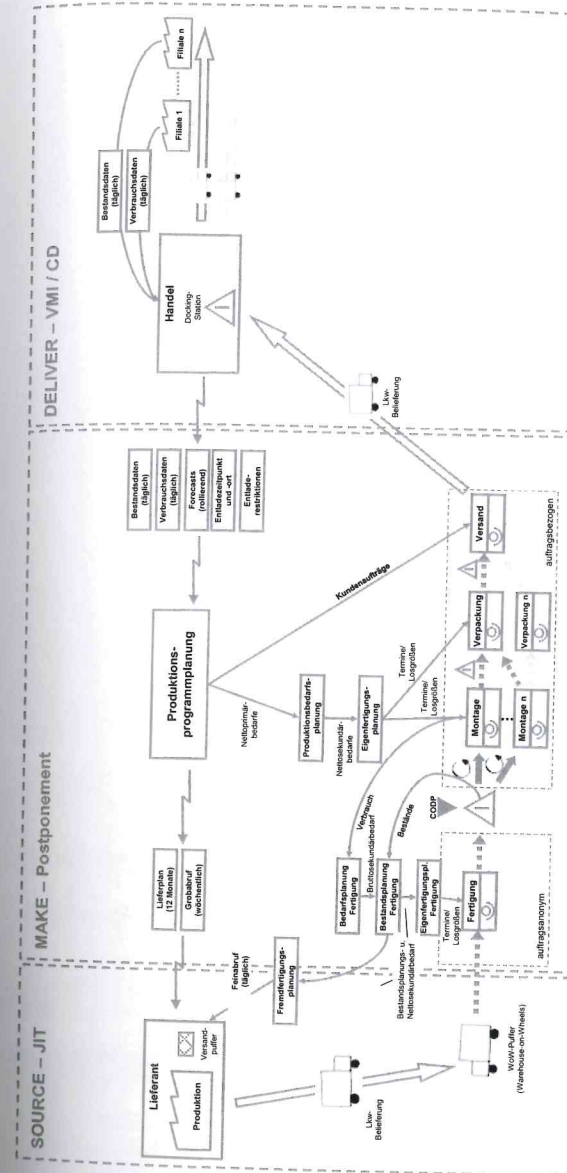 SOURCE – JIT
Lieferant
Produktion
Versand-
puffer
Lkw-
Belieferung
WoW-Puffer
(Warehouse-on-Wheels)
MAKE – Postponement
Lieferplan
(12 Monate)
Grobabruf
(wöchentlich)
Feinabruf
(täglich)
Fremdfertigungs-
planung
Bestandsplanungs- u.
Nettosekundärbedarf
Produktions-
programmplanung
Nettoprimär-
bedarfe
Produktionsbedarfs-
planung
Nettosekundär-
bedarfe
Eigenfertigungs-
planung
Termine/
Losgrößen
Termine/
Losgrößen
Kundenaufträge
Verbrauch
Bestände
Bedarfsplanung
Fertigung
Bruttosekundärbedarf
Bestandsplanung
Fertigung
Eigenfertigungspl.
Fertigung
Termine/
Losgrößen
Fertigung
auftragsanonym
CODP
Montage
Montage n
Verpackung
Verpackung n
Versand
auftragsbezogen
Bestandsdaten
(täglich)
Verbrauchsdaten
(täglich)
Forecasts
(rollierend)
Entladezeitpunkt
und -ort
Entlade-
restriktionen
DELIVER – VMI / CD
Handel
Docking-
Station
Lkw-
Belieferung
Bestandsdaten
(täglich)
Verbrauchsdaten
(täglich)
Filiale 1
Filiale n